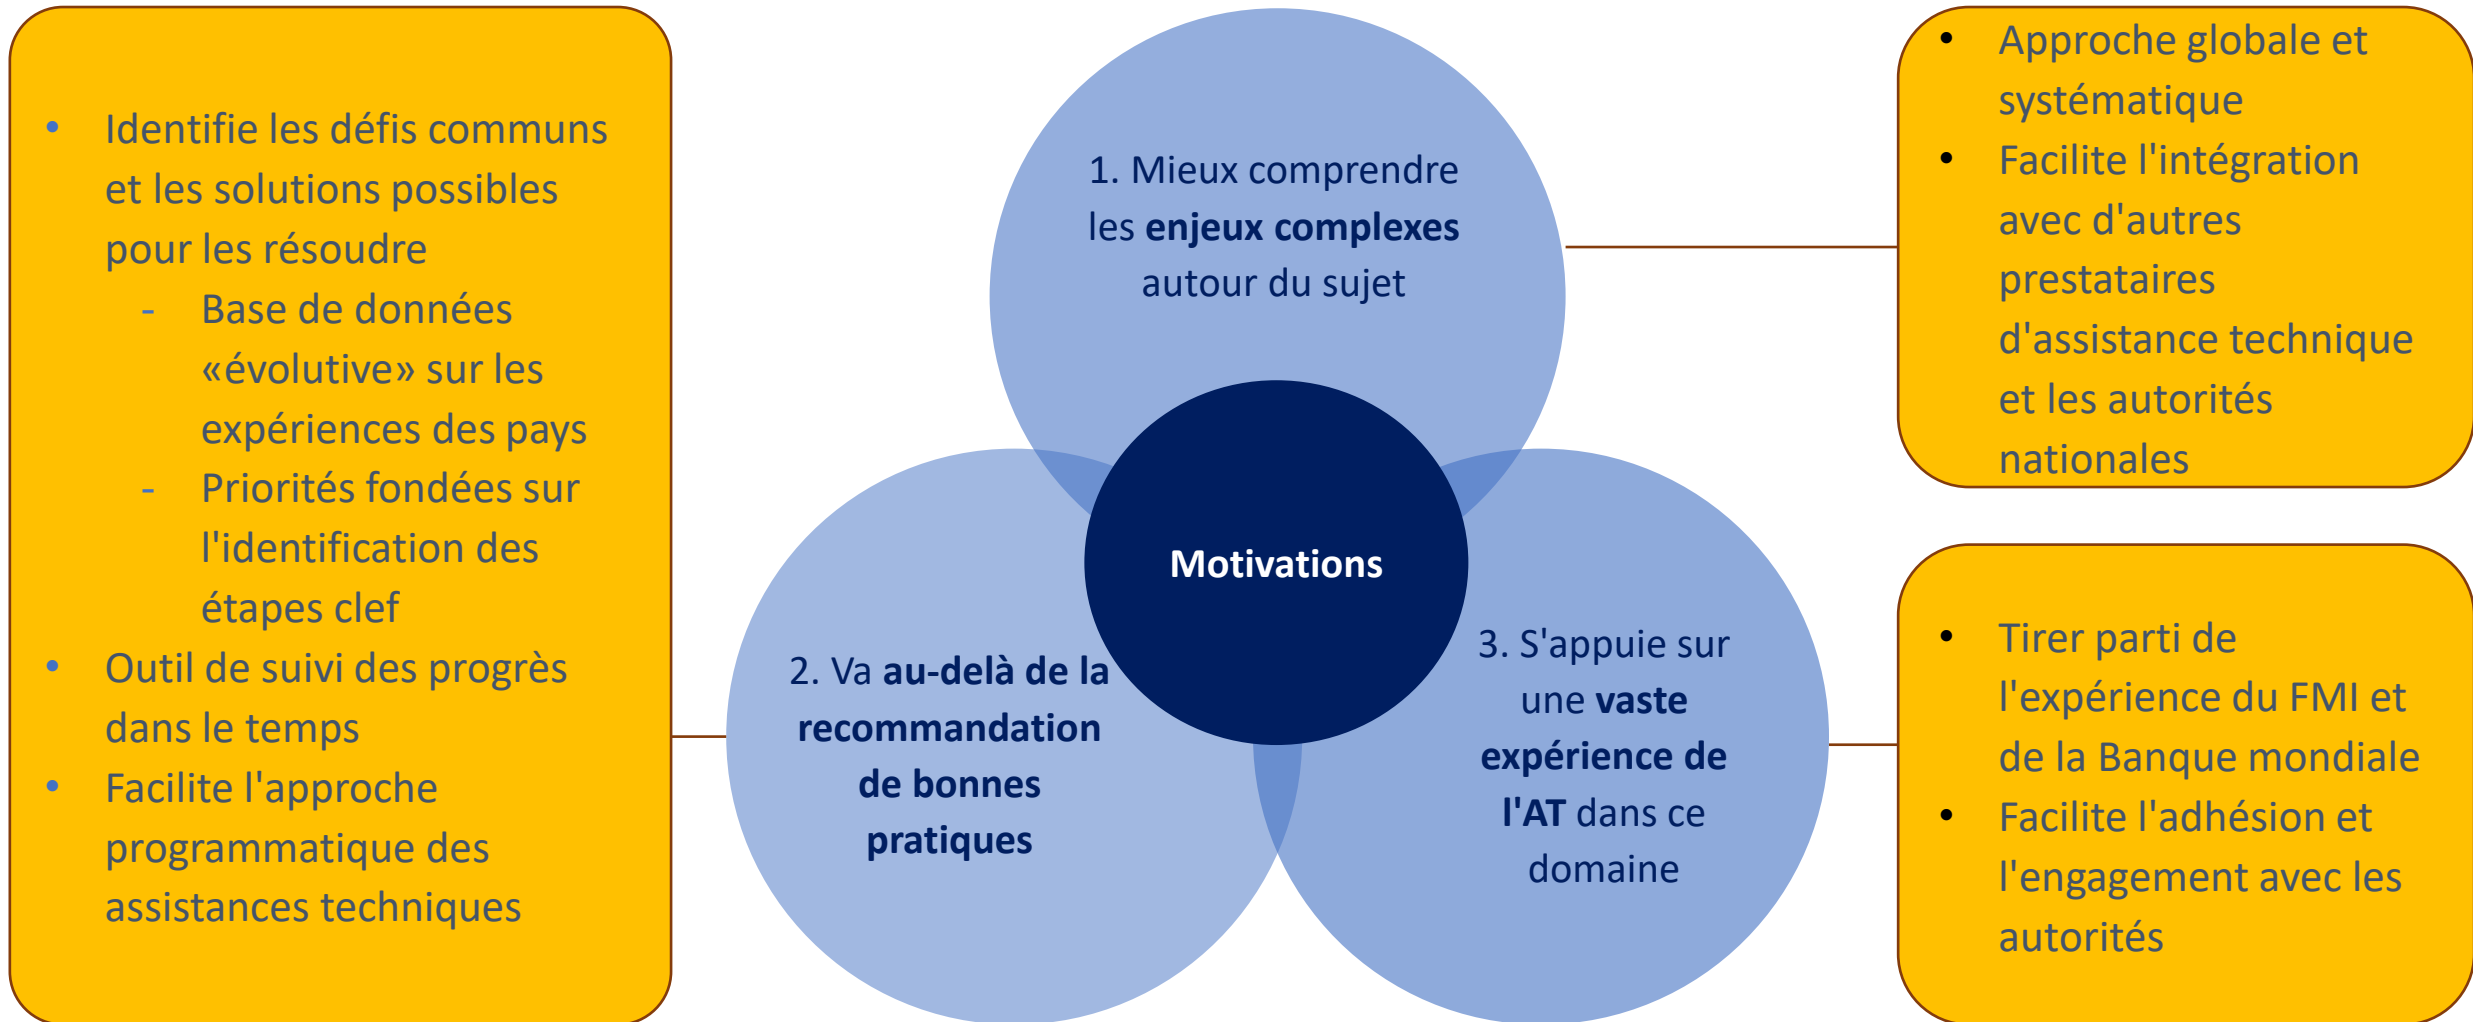 • Identifie les défis communs
et les solutions possibles
pour les résoudre
- Base de données
«évolutive» sur les
expériences des pays
- Priorités fondées sur
l'identification des
étapes clef
• Outil de suivi des progrès
dans le temps
• Facilite l'approche
programmatique des
assistances techniques
1. Mieux comprendre
les enjeux complexes
autour du sujet
Motivations
2. Va au-delà de la
recommandation
de bonnes
pratiques
3. S'appuie sur
une vaste
expérience de
l'AT dans ce
domaine
• Approche globale et
systématique
• Facilite l'intégration
avec d'autres
prestataires
d'assistance technique
et les autorités
nationales
• Tirer parti de
l'expérience du FMI et
de la Banque mondiale
• Facilite l'adhésion et
l'engagement avec les
autorités